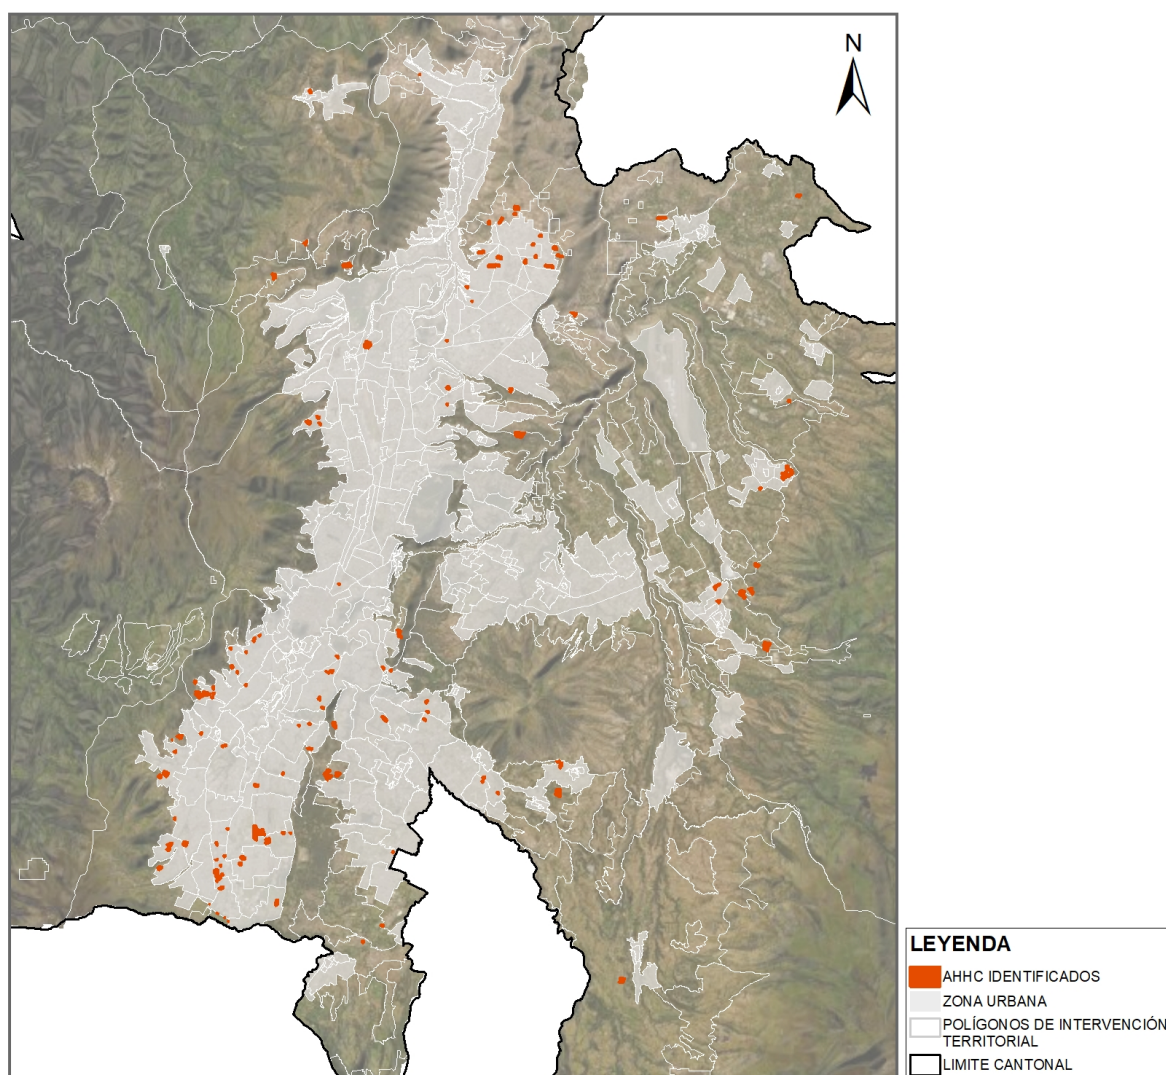 N
LEYENDA
AHHC IDENTIFICADOS
ZONA URBANA
POLÍGONOS DE INTERVENCIÓN
TERRITORIAL
LIMITE CANTONAL